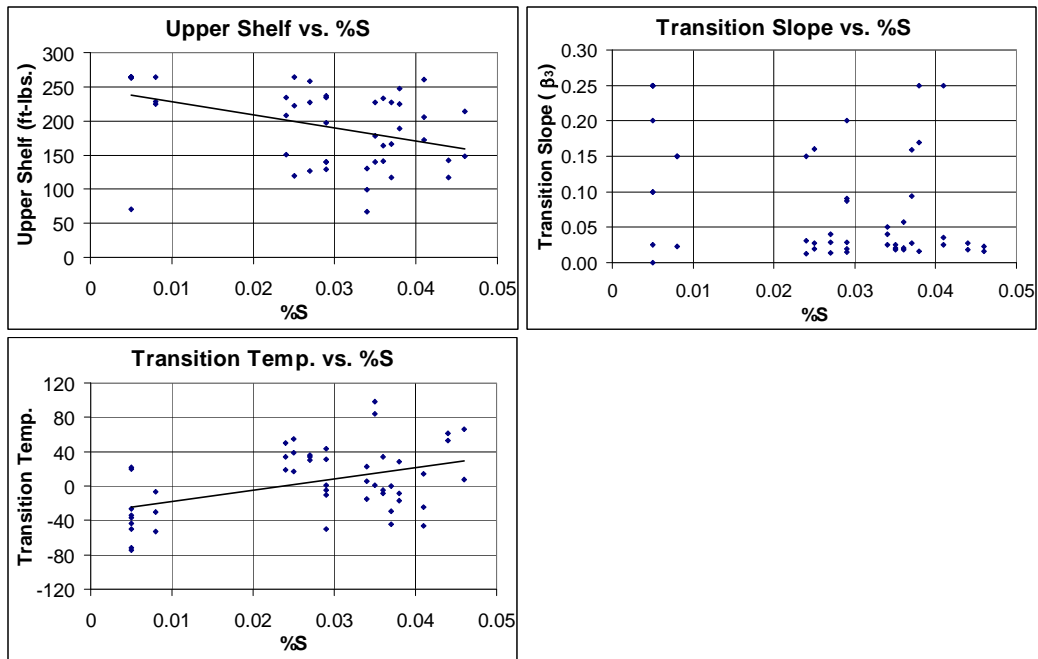 Upper Shelf vs. %S
Upper Shelf (ft-lbs.)
300
250
200
150
100
50
0
0 0.01 0.02 0.03 0.04 0.05
%S
Transition Slope vs. %S
Transition Slope ( β3)
0.30
0.25
0.20
0.15
0.10
0.05
0.00
0 0.01 0.02 0.03 0.04 0.05
%S
Transition Temp. vs. %S
Transition Temp.
120
80
40
0
-40
-80
-120
0 0.01 0.02 0.03 0.04 0.05
%S